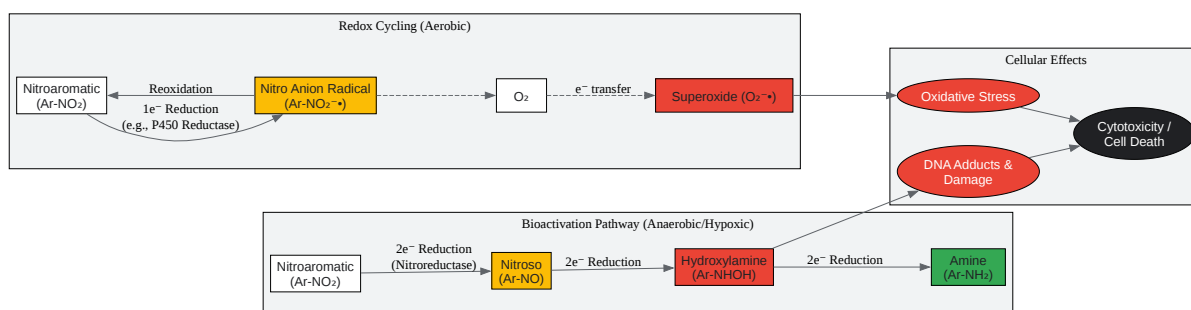 Redox Cycling (Aerobic)
Nitroaromatic
(Ar-NO₂)
Reoxidation
1e⁻ Reduction
(e.g., P450 Reductase)
Nitro Anion Radical
(Ar-NO₂⁻•)
O₂
e⁻ transfer
Superoxide (O₂⁻•)
Cellular Effects
Oxidative Stress
DNA Adducts &
Damage
Cytotoxicity /
Cell Death
Bioactivation Pathway (Anaerobic/Hypoxic)
Nitroaromatic
(Ar-NO₂)
2e⁻ Reduction
(Nitroreductase)
Nitroso
(Ar-NO)
2e⁻ Reduction
Hydroxylamine
(Ar-NHOH)
2e⁻ Reduction
Amine
(Ar-NH₂)